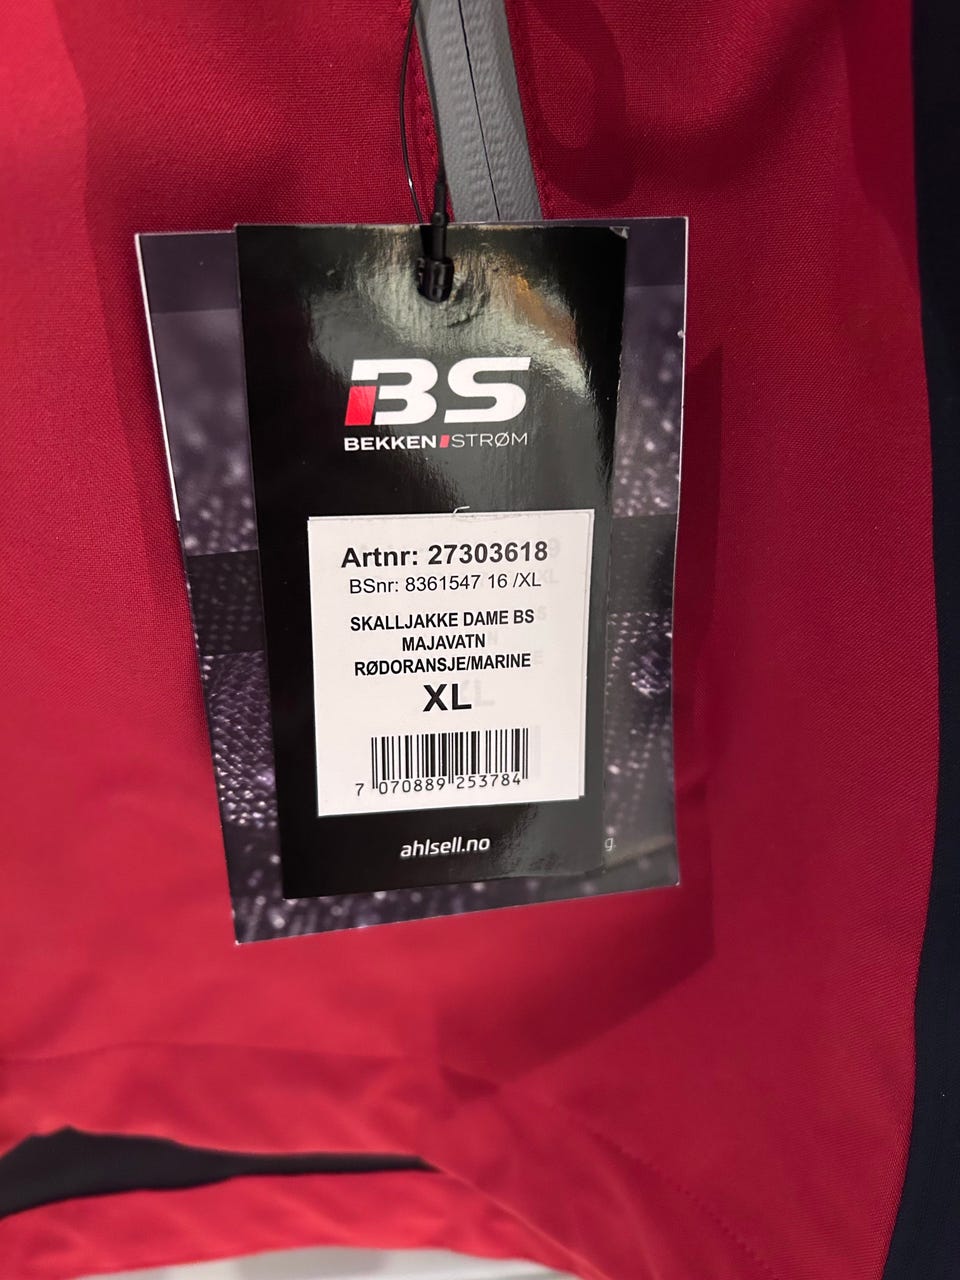 BS
BEKKEN STRØM
Artnr: 27303618
BSnr: 8361547 16 /XL
SKALLJAKKE DAME BS
MAJAVATN
RØDORANSJE/MARINE
XL
7 070889 253784
ahlsell.no
g.